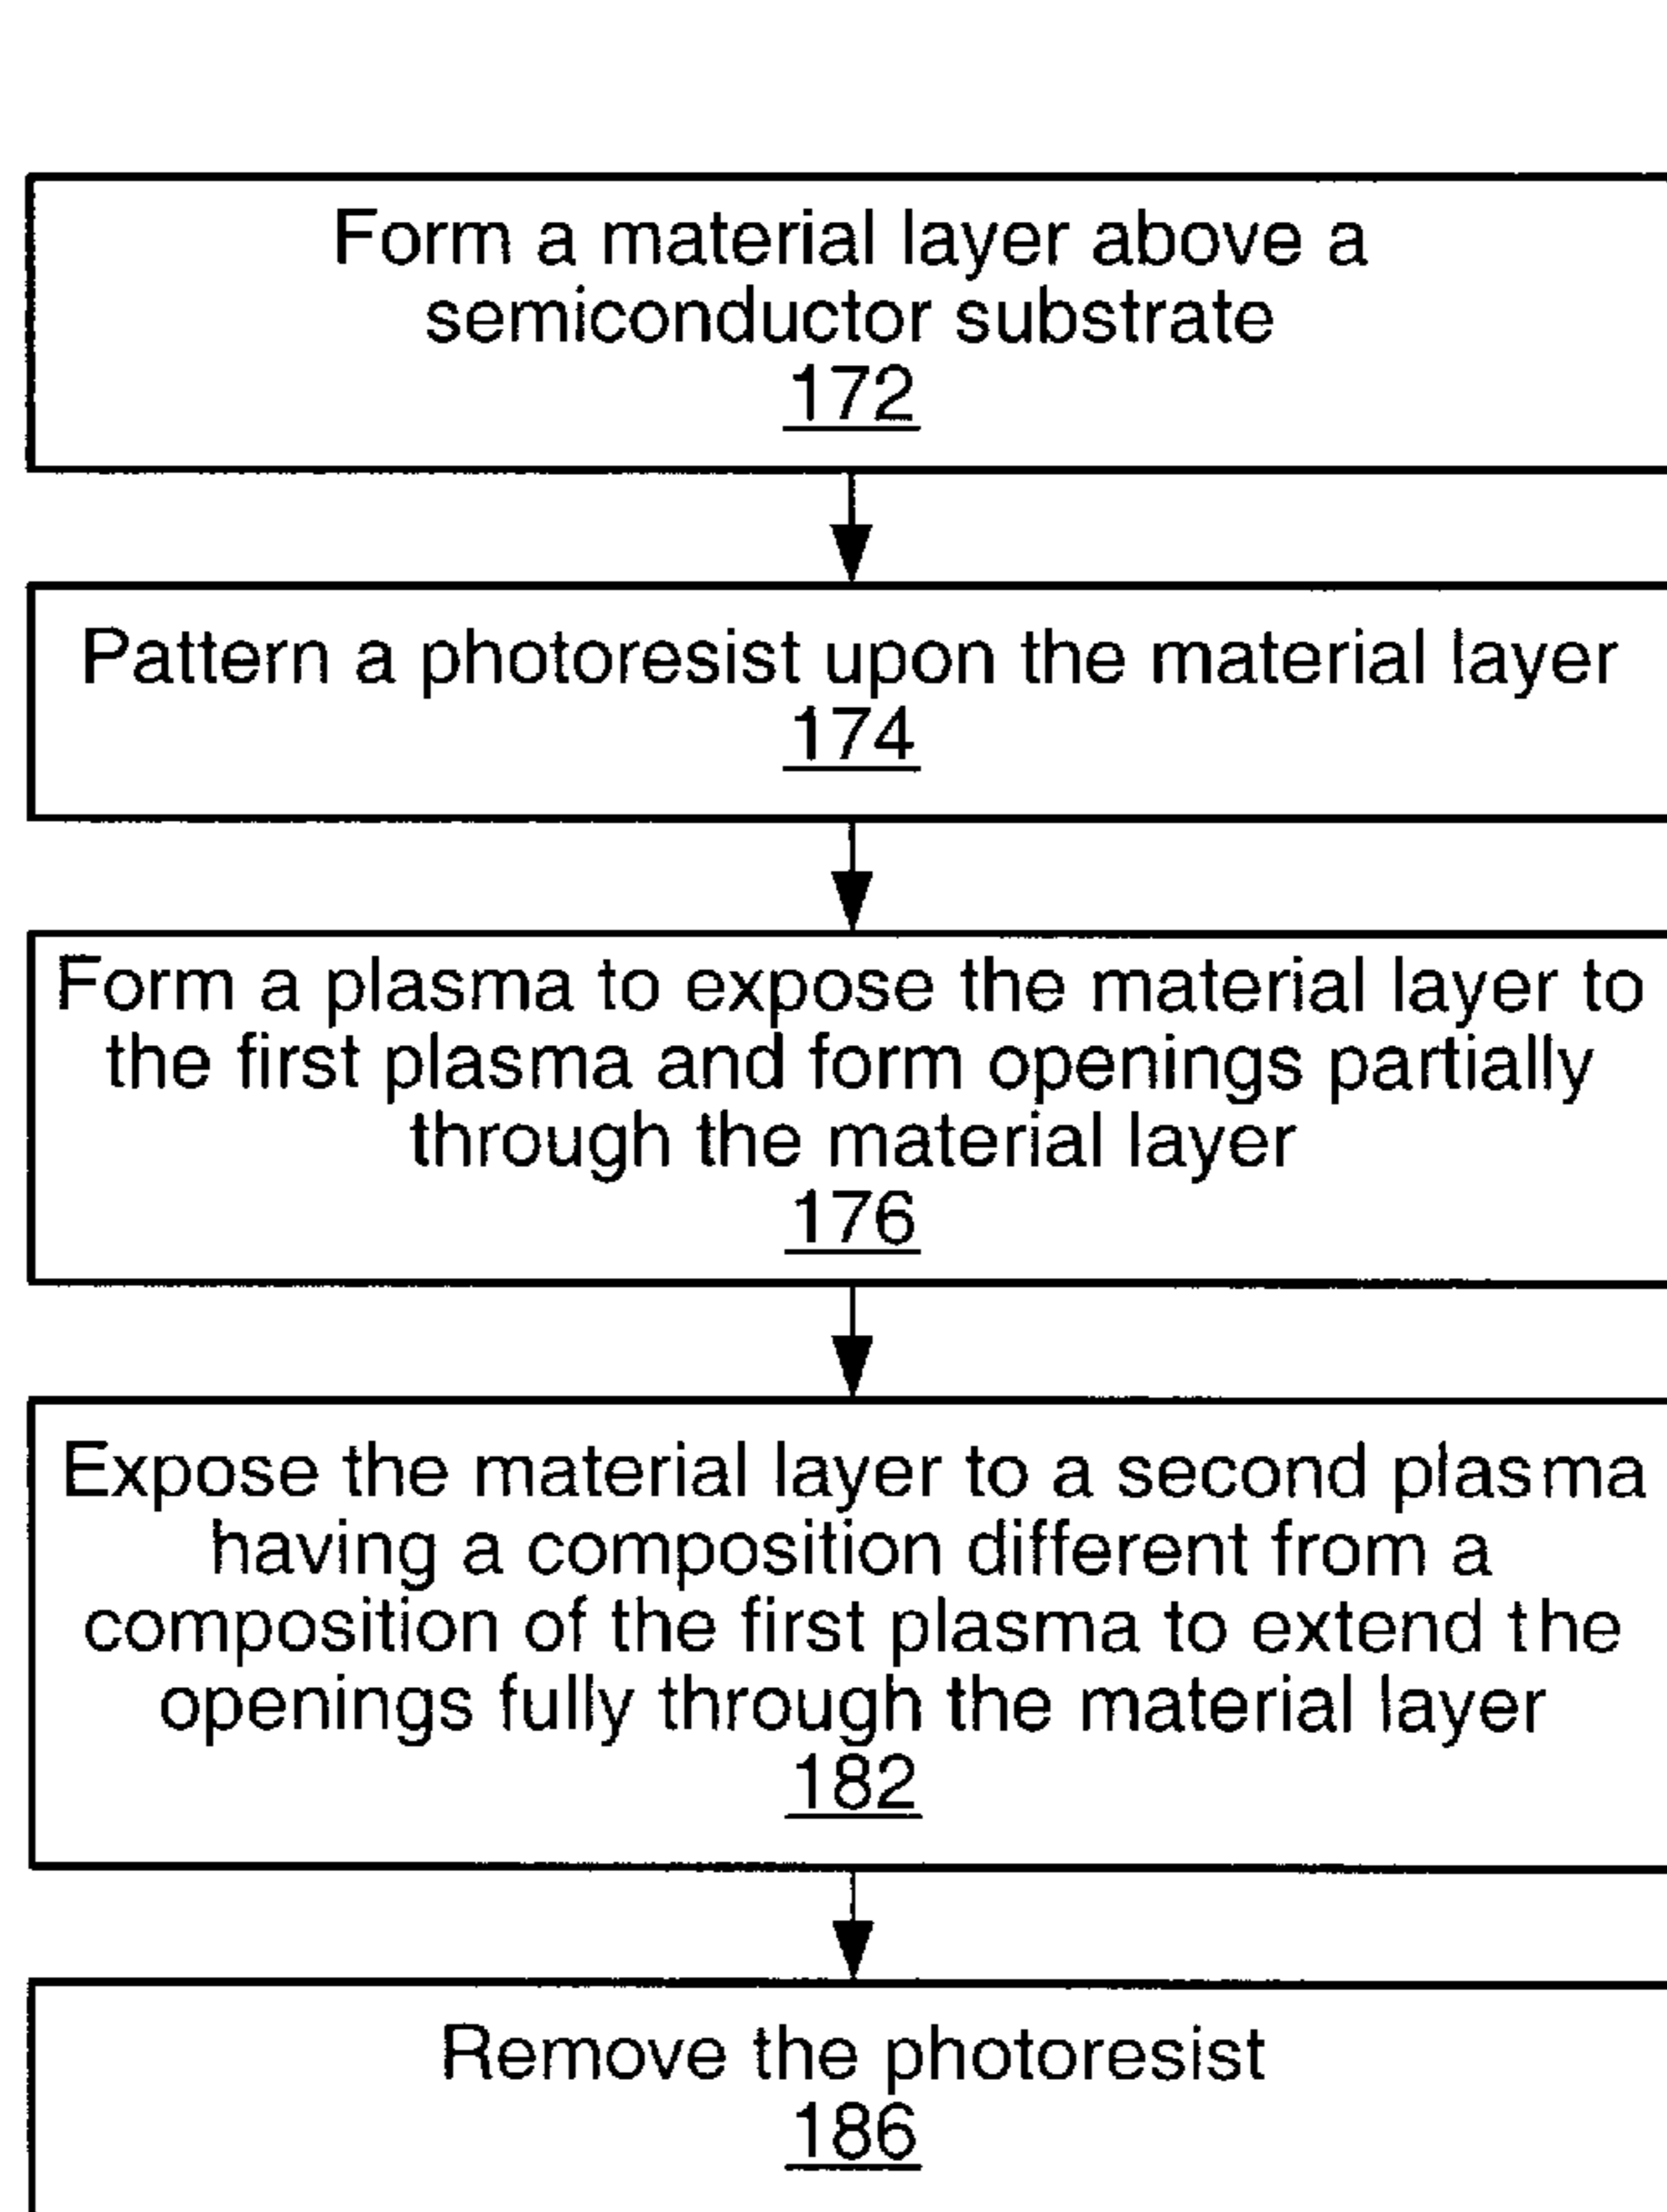 Form a material layer above a
semiconductor substrate
172
Pattern a photoresist upon the material layer
174
Form a plasma to expose the material layer to
the first plasma and form openings partially
through the material layer
176
Expose the material layer to a second plasma
having a composition different from a
composition of the first plasma to extend the
openings fully through the material layer
182
Remove the photoresist
186